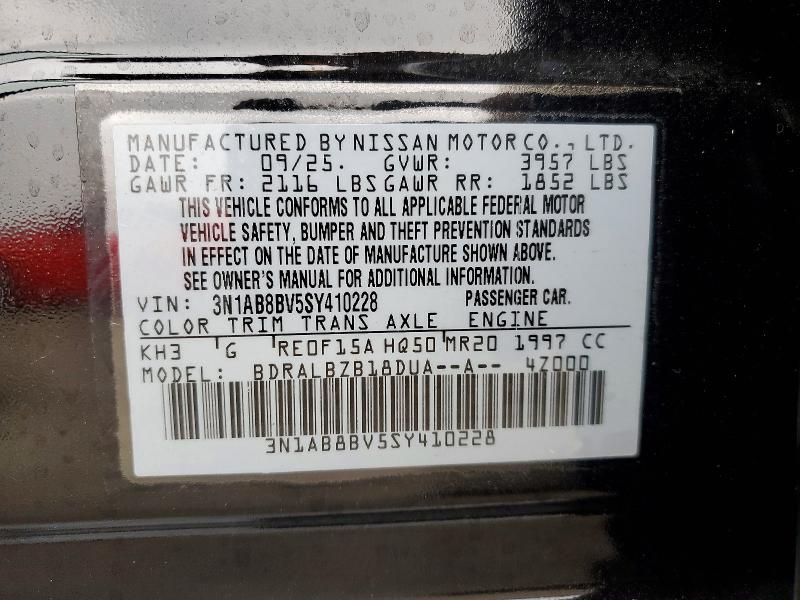 MANUFACTURED BY NISSAN MOTOR CO., LTD.
DATE: 09/25. GVWR: 3957 LBS
GAWR FR: 2116 LBS GAWR RR: 1852 LBS
THIS VEHICLE CONFORMS TO ALL APPLICABLE FEDERAL MOTOR
VEHICLE SAFETY, BUMPER AND THEFT PREVENTION STANDARDS
IN EFFECT ON THE DATE OF MANUFACTURE SHOWN ABOVE.
SEE OWNER'S MANUAL FOR ADDITIONAL INFORMATION.
VIN: 3N1AB8BV5SY410228 PASSENGER CAR.
COLOR TRIM TRANS AXLE ENGINE
KH3 G RE0F15A HQ50 MR20 1997 CC
MODEL: BDRALBZB18DUA--A-- 4Z000
3N1AB8BV5SY410228